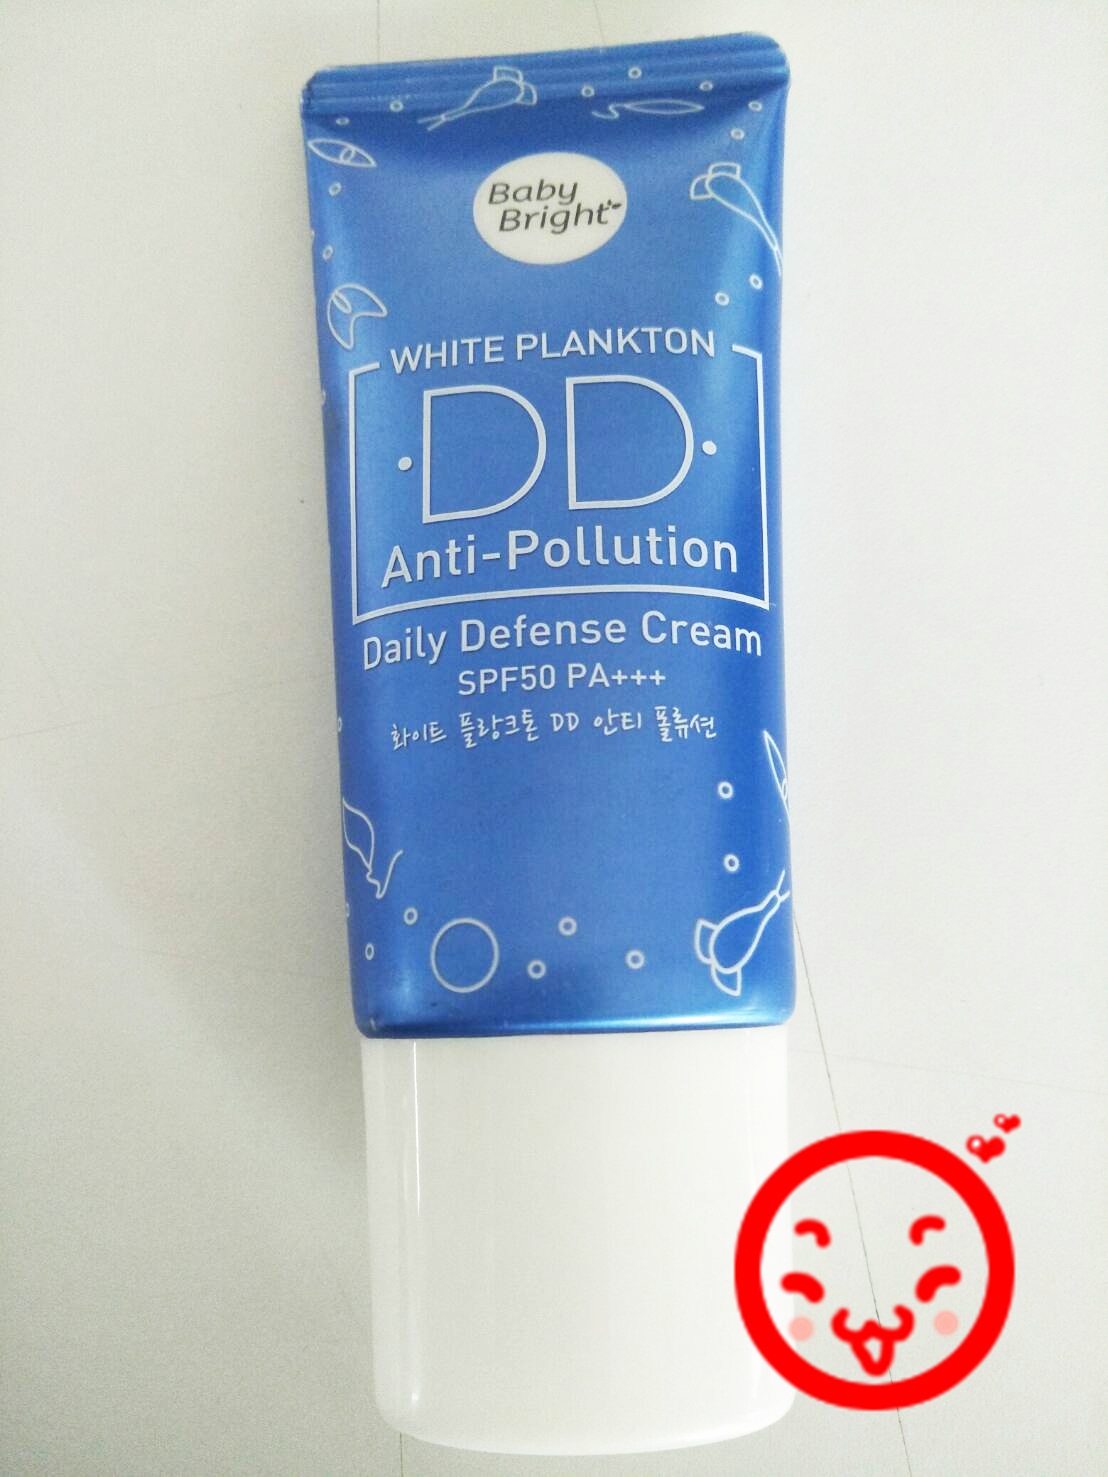 Baby
Bright
WHITE PLANKTON
·DD·
Anti-Pollution
Daily Defense Cream
SPF50 PA+++
화이트 플랑크톤 DD 안티 폴류션